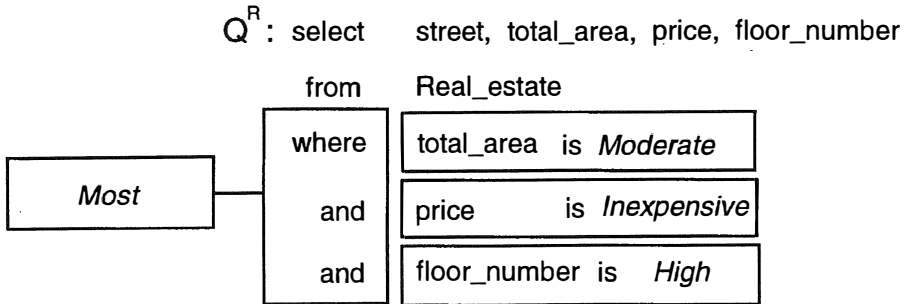 Q^R: select street, total_area, price, floor_number
from Real_estate
where total_area is Moderate
Most
and price is Inexpensive
and floor_number is High